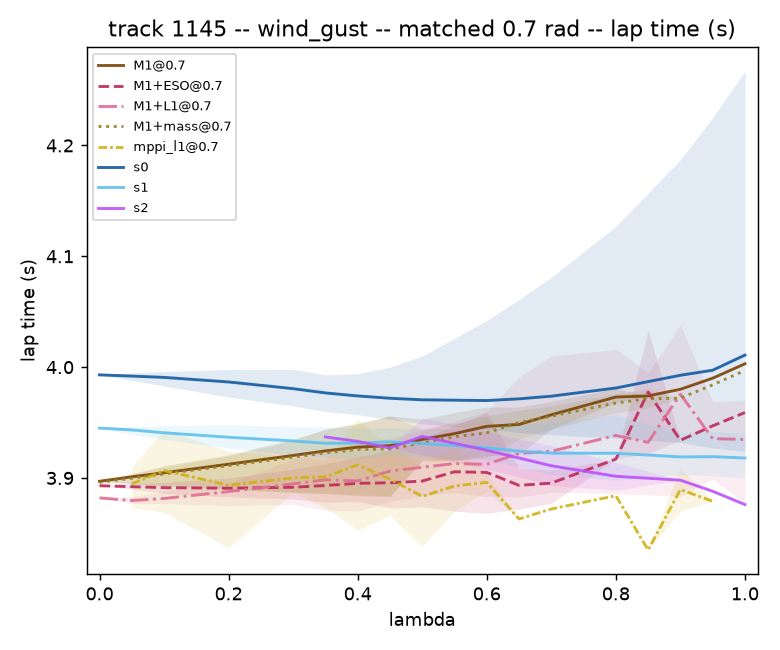 track 1145 -- wind_gust -- matched 0.7 rad -- lap time (s)
M1@0.7
M1+ESO@0.7
M1+L1@0.7
M1+mass@0.7
mppi_l1@0.7
s0
s1
s2
lap time (s)
4.2
4.1
4.0
3.9
0.0 0.2 0.4 0.6 0.8 1.0
lambda